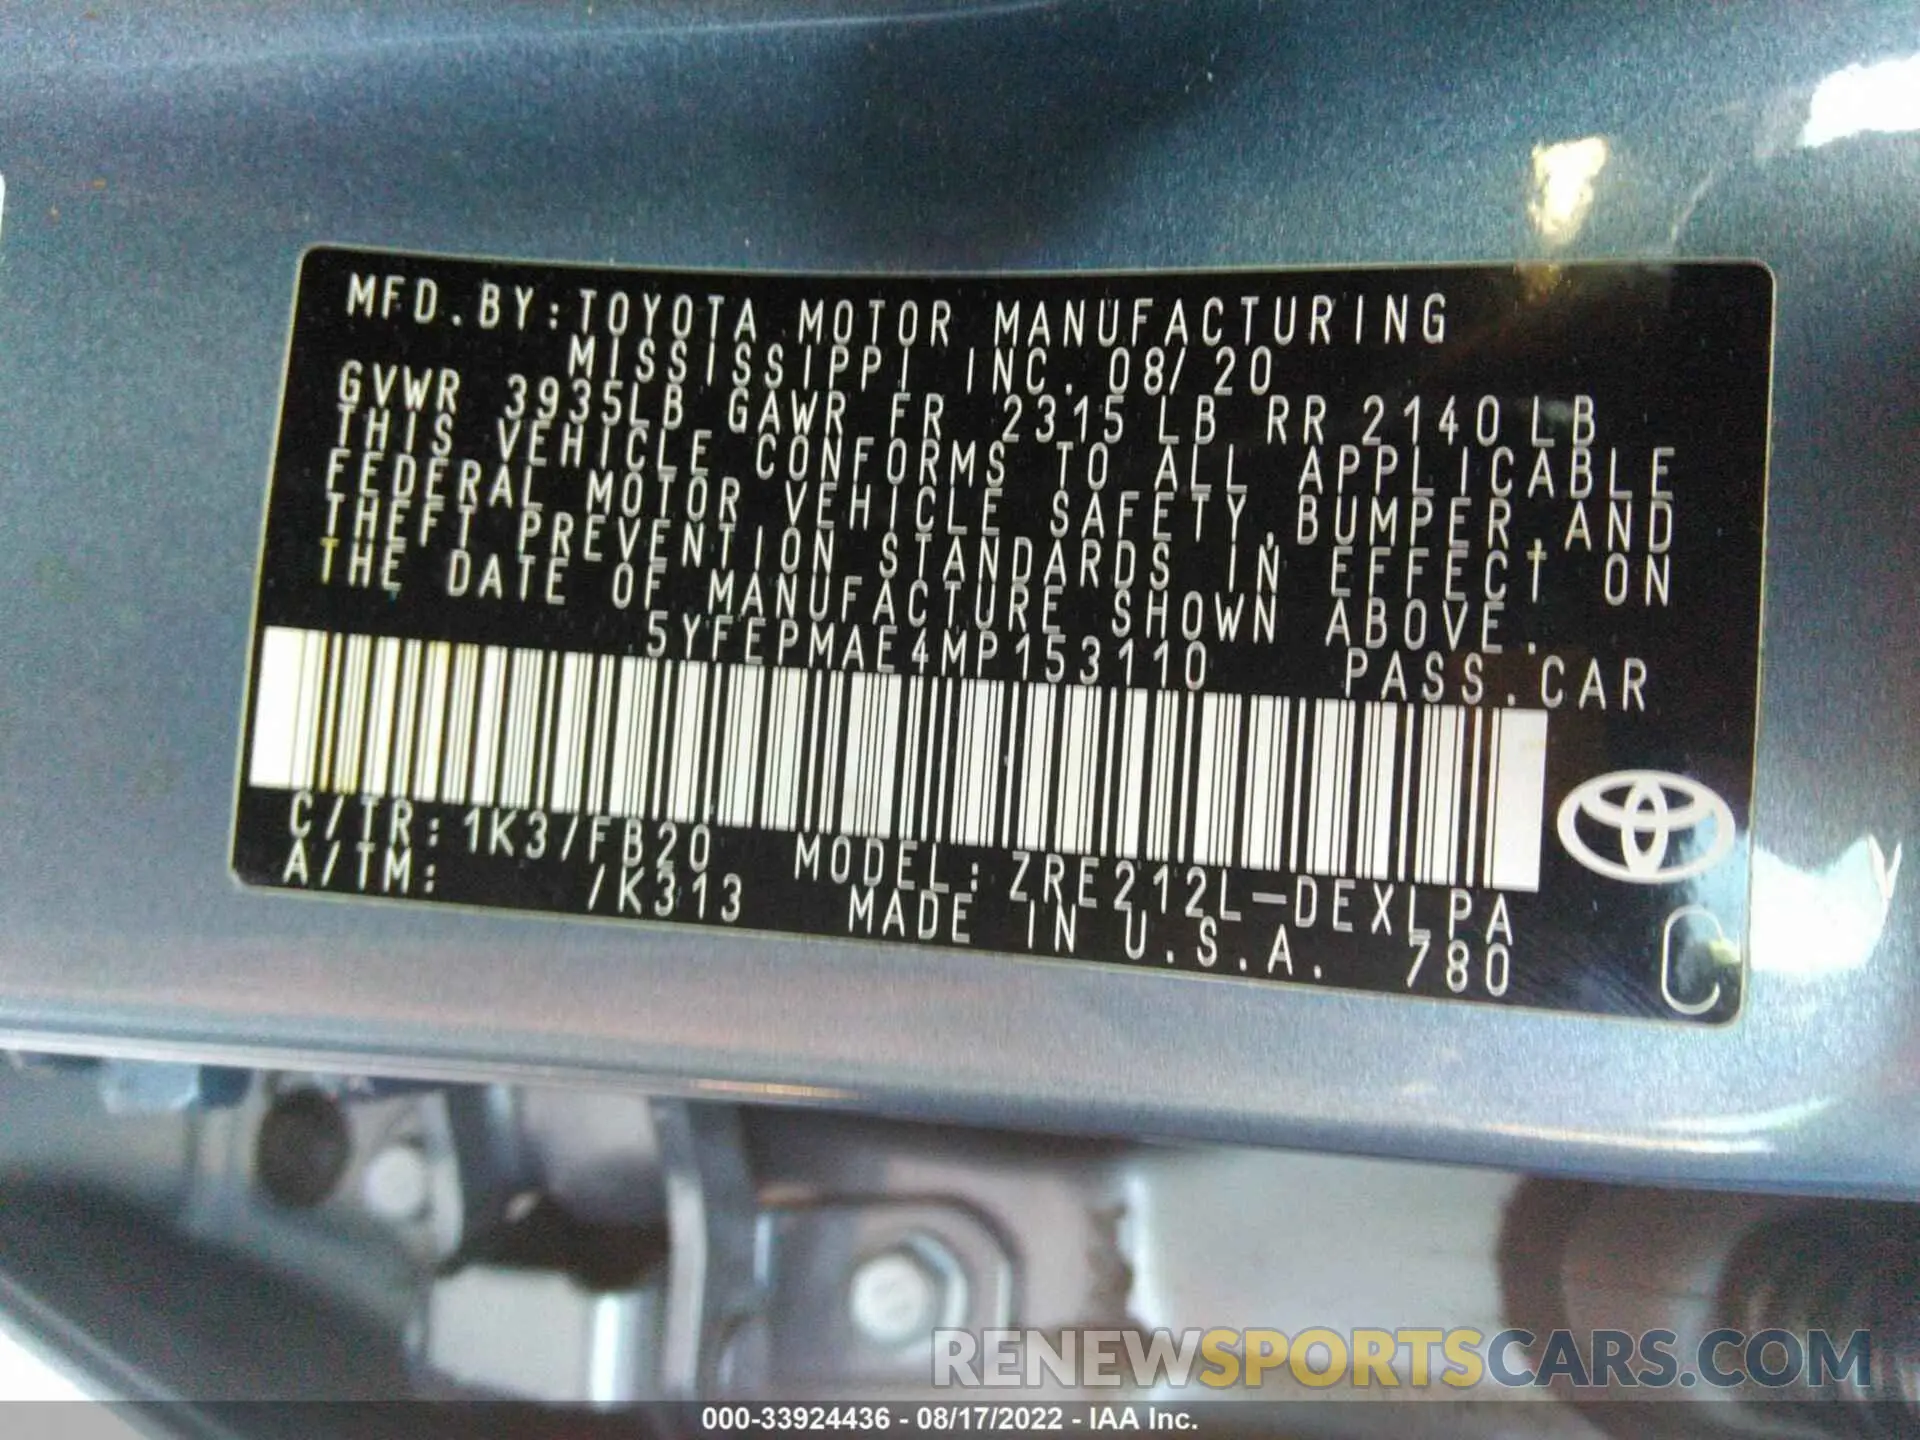 MFD.BY:TOYOTA MOTOR MANUFACTURING
MISSISSIPPI INC. 08/20
GVWR 3935LB GAWR FR 2315 LB RR 2140 LB
THIS VEHICLE CONFORMS TO ALL APPLICABLE
FEDERAL MOTOR VEHICLE SAFETY, BUMPER, AND
THEFT PREVENTION STANDARDS IN EFFECT ON
THE DATE OF MANUFACTURE SHOWN ABOVE.
5YFEPMAE4MP153110 PASS.CAR
C/TR: 1K3/FB20 MODEL: ZRE212L-DEXLPA
A/TM: /K313 MADE IN U.S.A. 780
C
RENEWSPORTSCARS.COM
000-33924436 - 08/17/2022 - IAA Inc.